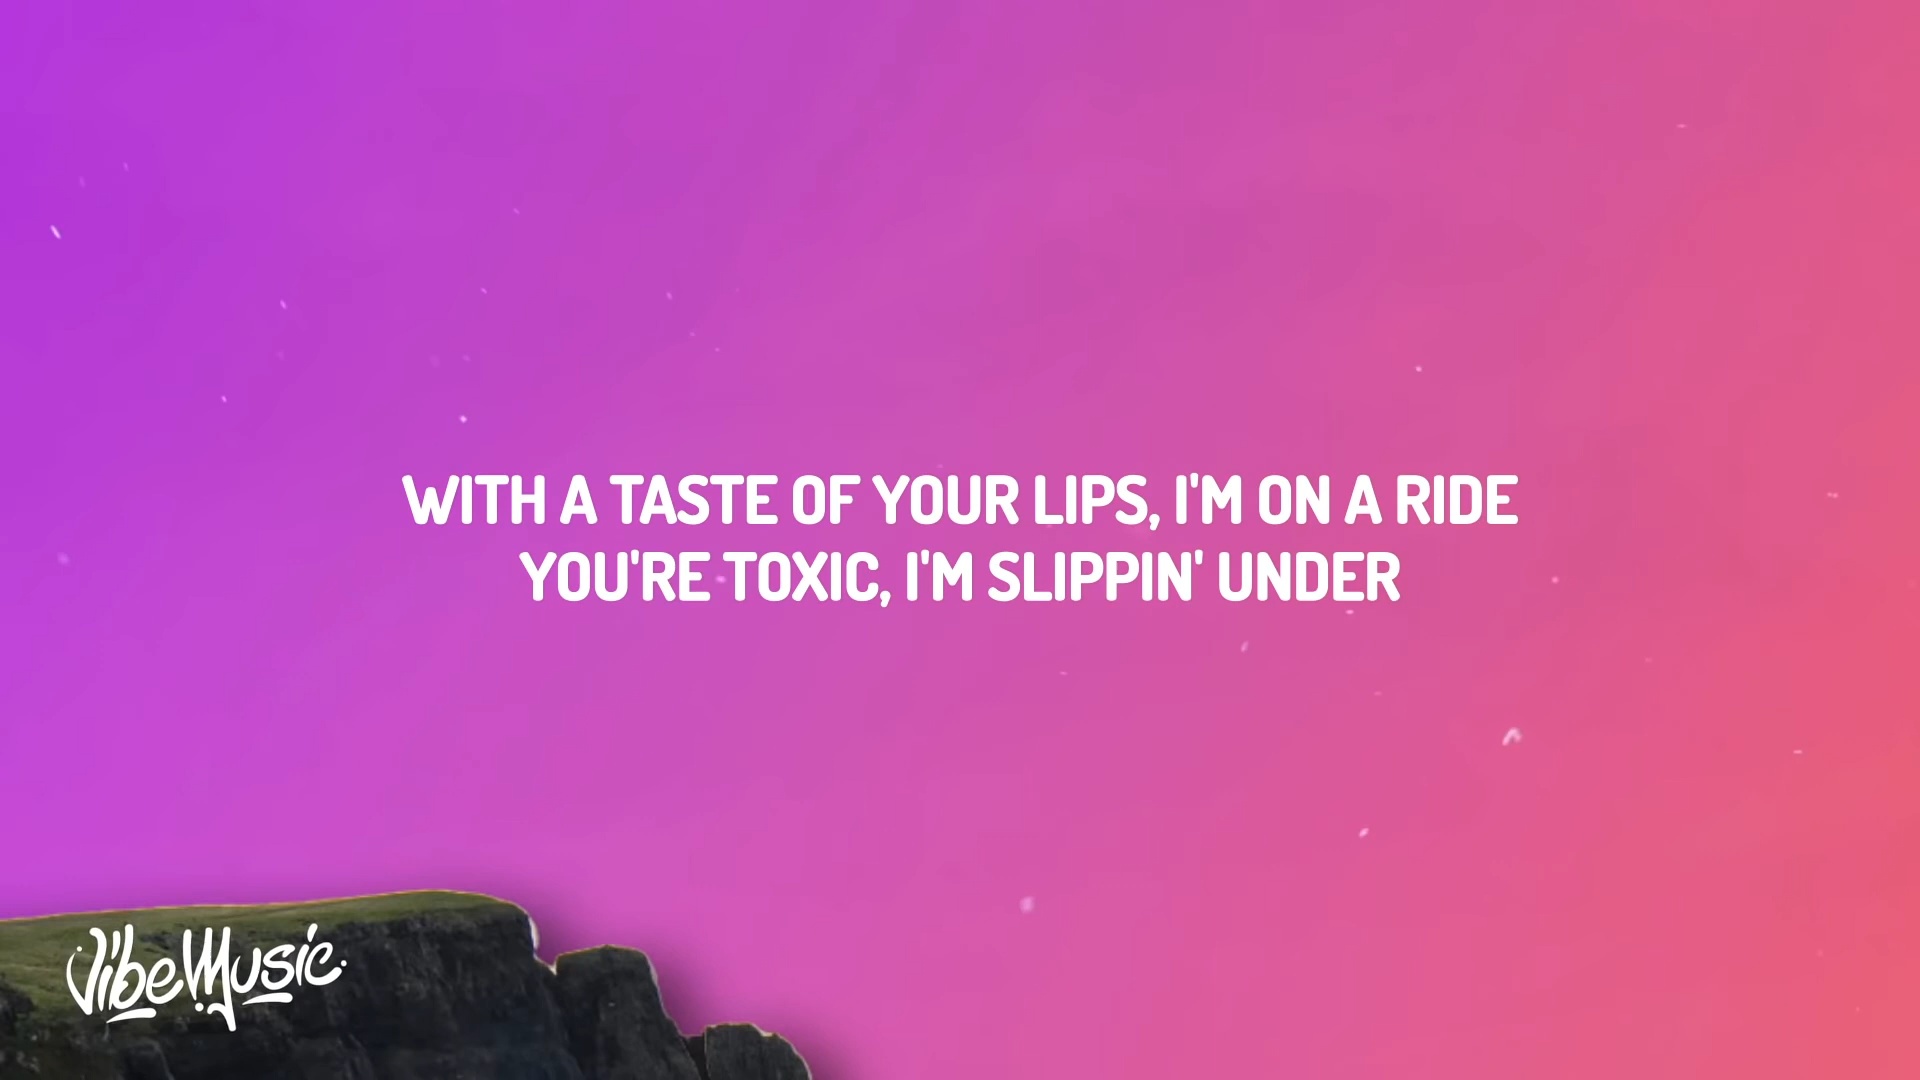 WITH A TASTE OF YOUR LIPS, I'M ON A RIDE
YOU'RE TOXIC, I'M SLIPPIN' UNDER
VibeMusic